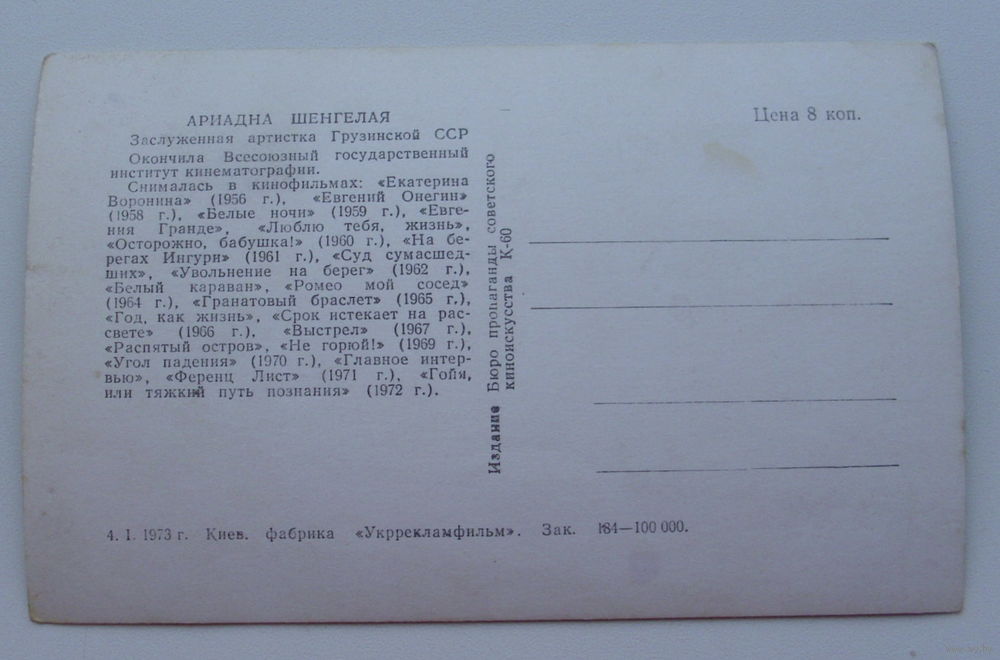 АРИАДНА ШЕНГЕЛАЯ
Заслуженная артистка Грузинской ССР
Окончила Всесоюзный государственный
институт кинематографии.
Снималась в кинофильмах: «Екатерина
Воронина» (1956 г.), «Евгений Онегин»
(1958 г.), «Белые ночи» (1959 г.), «Евге-
ния Гранде», «Люблю тебя, жизнь»,
«Осторожно, бабушка!» (1960 г.), «На бе-
регах Ингури» (1961 г.), «Суд сумасшед-
ших», «Увольнение на берег» (1962 г.),
«Белый караван», «Ромео мой сосед»
(1964 г.), «Гранатовый браслет» (1965 г.),
«Год, как жизнь», «Срок истекает на рас-
свете» (1966 г.), «Выстрел» (1967 г.),
«Распятый остров», «Не горюй!» (1969 г.),
«Угол падения» (1970 г.), «Главное интер-
вью», «Ференц Лист» (1971 г.), «Гойя,
или тяжкий путь познания» (1972 г.).
4. I. 1973 г. Киев. фабрика «Укррекламфильм». Зак. 184—100 000.
Издание Бюро пропаганды советского
киноискусства К-60
Цена 8 коп.